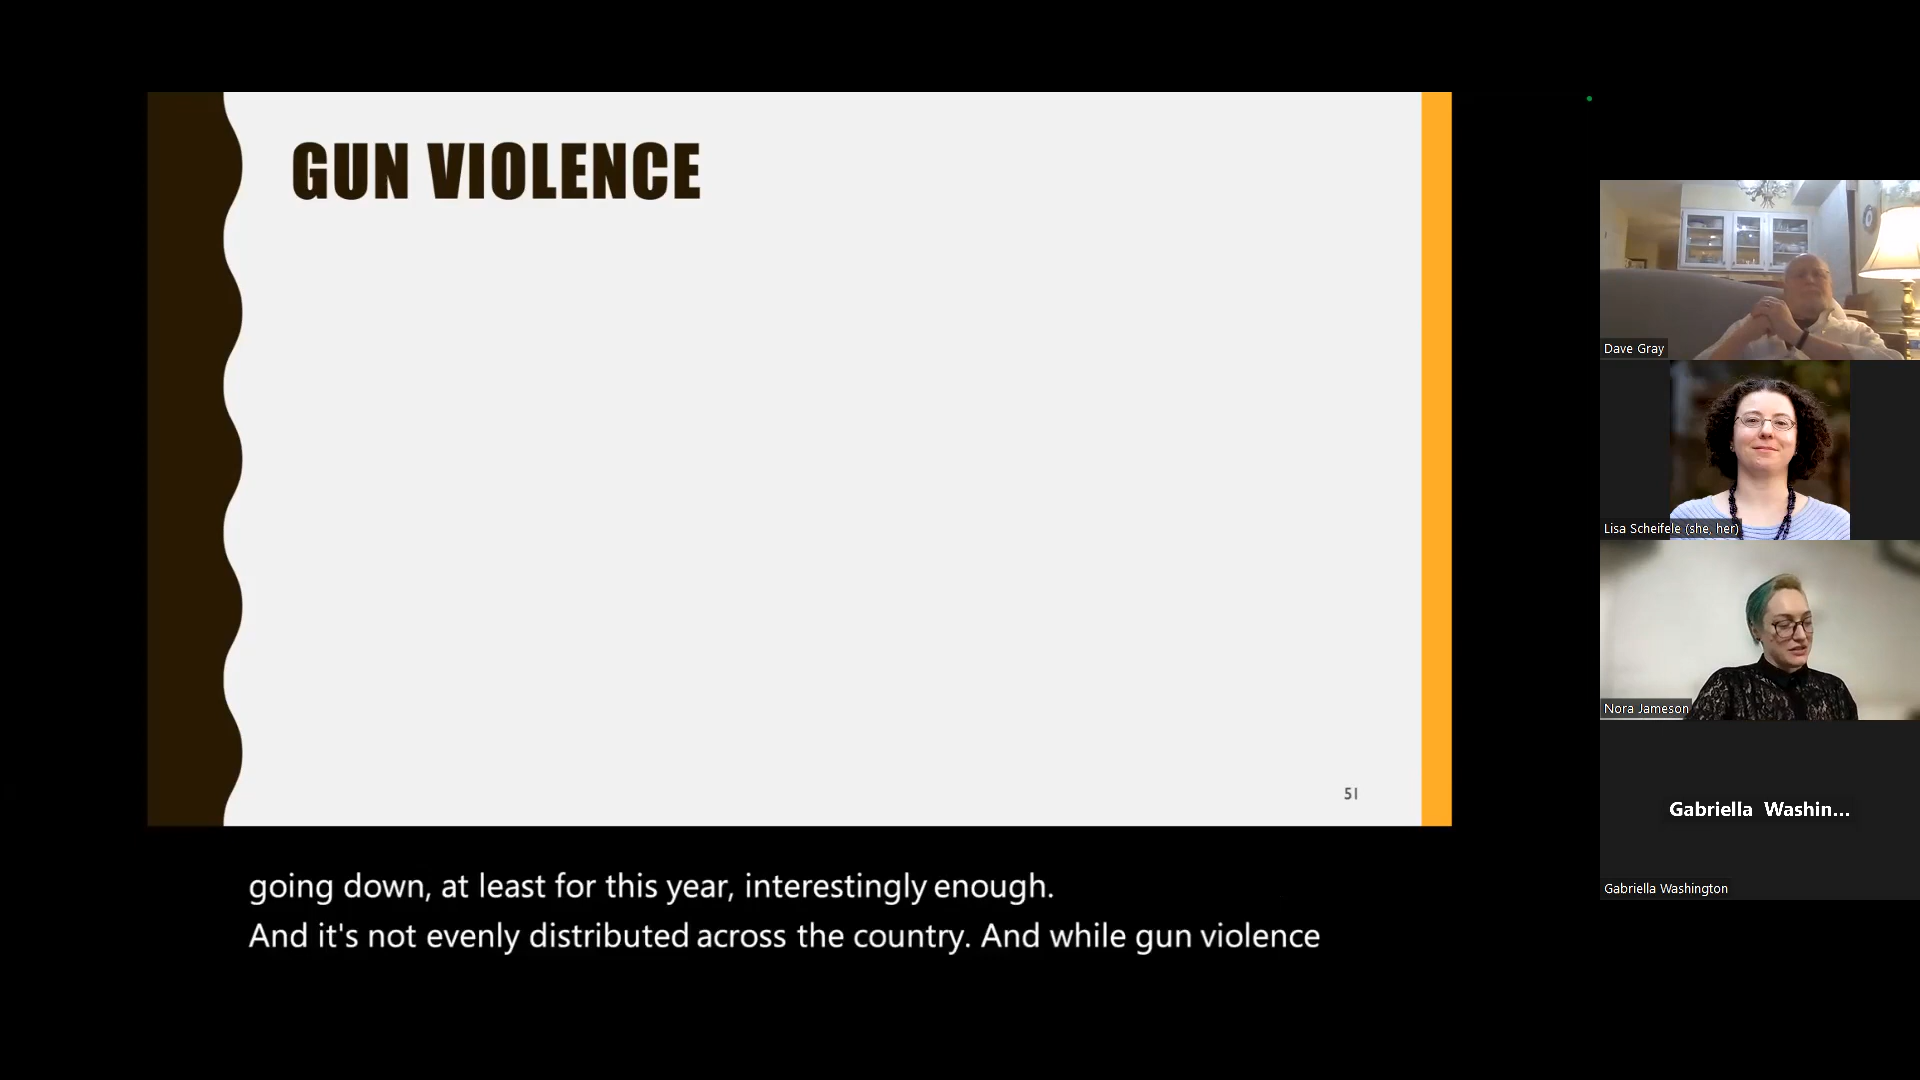 GUN VIOLENCE
51
going down, at least for this year, interestingly enough.
And it's not evenly distributed across the country. And while gun violence
Dave Gray
Lisa Scheifele (she, her)
Nora Jameson
Gabriella Washin...
Gabriella Washington